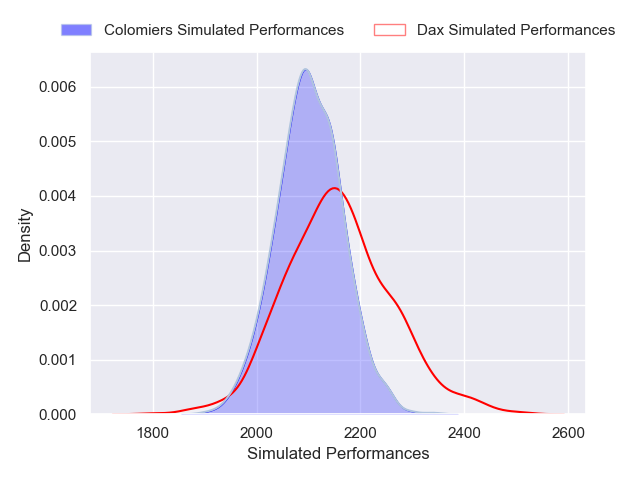 Colomiers Simulated Performances Dax Simulated Performances
0.006
0.005
0.004
0.003
0.002
0.001
0.000
Density
1800 2000 2200 2400 2600
Simulated Performances